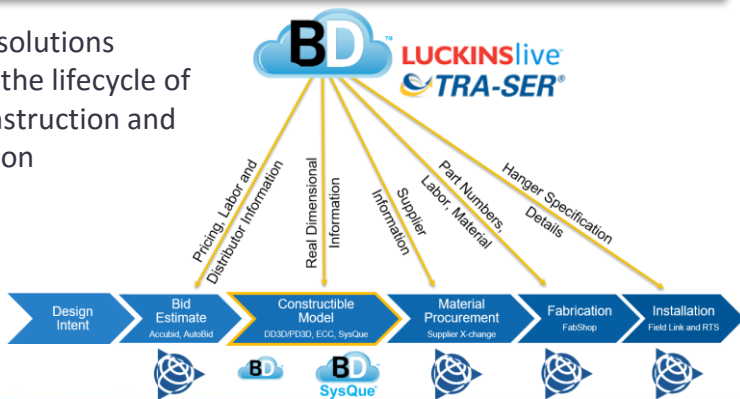 solutions
the lifecycle of
nstruction and
on
BD™
LUCKINSlive
TRA-SER®
Pricing, Labor and
Distributor Information
Real Dimensional
Information
Supplier
Information
Part Numbers,
Labor, Material
Hanger Specification
Details
Design
Intent
Bid
Estimate
Accubid, AutoBid
Constructible
Model
DD3D/PD3D, ECC, SysQue
Material
Procurement
Supplier X-change
Fabrication
FabShop
Installation
Field Link and RTS
BD
BD
SysQue